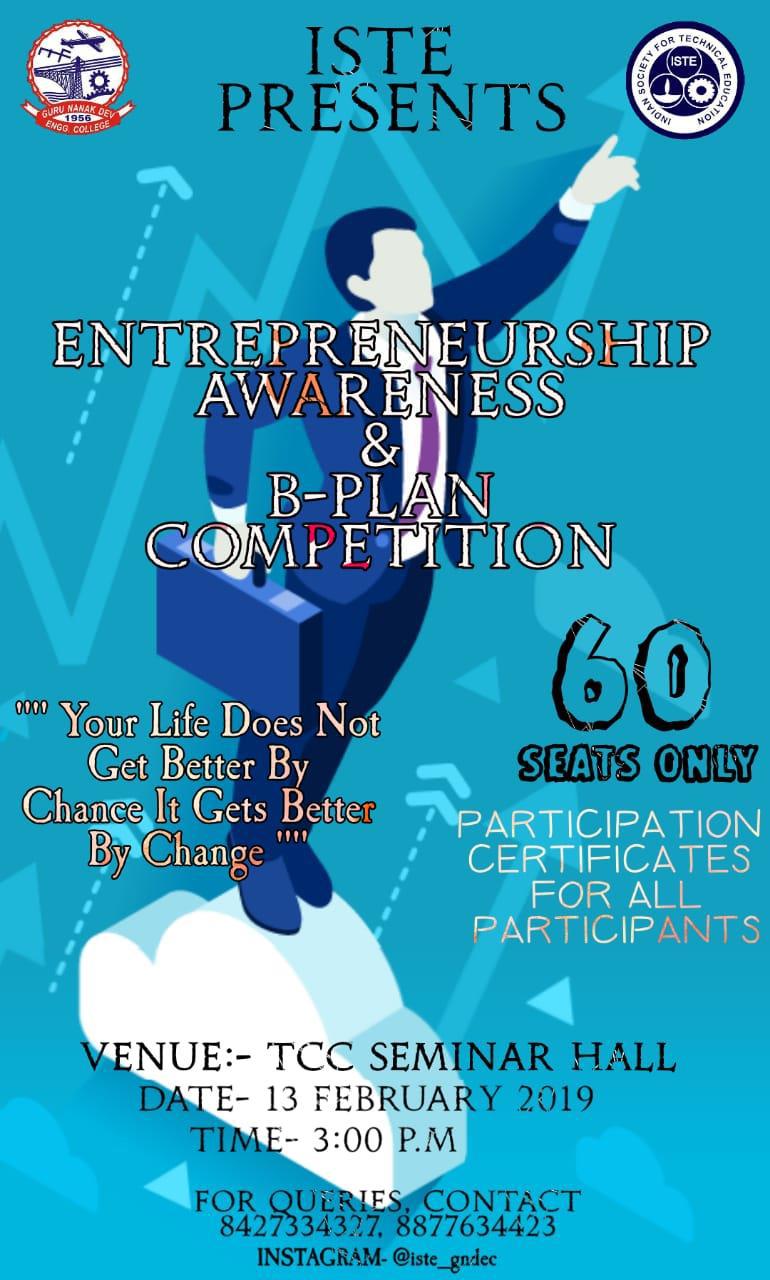 GURU NANAK DEV
1956
ENGG. COLLEGE
ISTE
PRESENTS
INDIAN SOCIETY FOR TECHNICAL EDUCATION
ISTE
ENTREPRENEURSHIP
AWARENESS
&
B-PLAN
COMPETITION
60
SEATS ONLY
"''" Your Life Does Not
Get Better By
Chance It Gets Better
By Change "''"
PARTICIPATION
CERTIFICATES
FOR ALL
PARTICIPANTS
VENUE:- TCC SEMINAR HALL
DATE- 13 FEBRUARY 2019
TIME- 3:00 P.M
FOR QUERIES, CONTACT
8427334327, 8877634423
INSTAGRAM- @iste_gndec